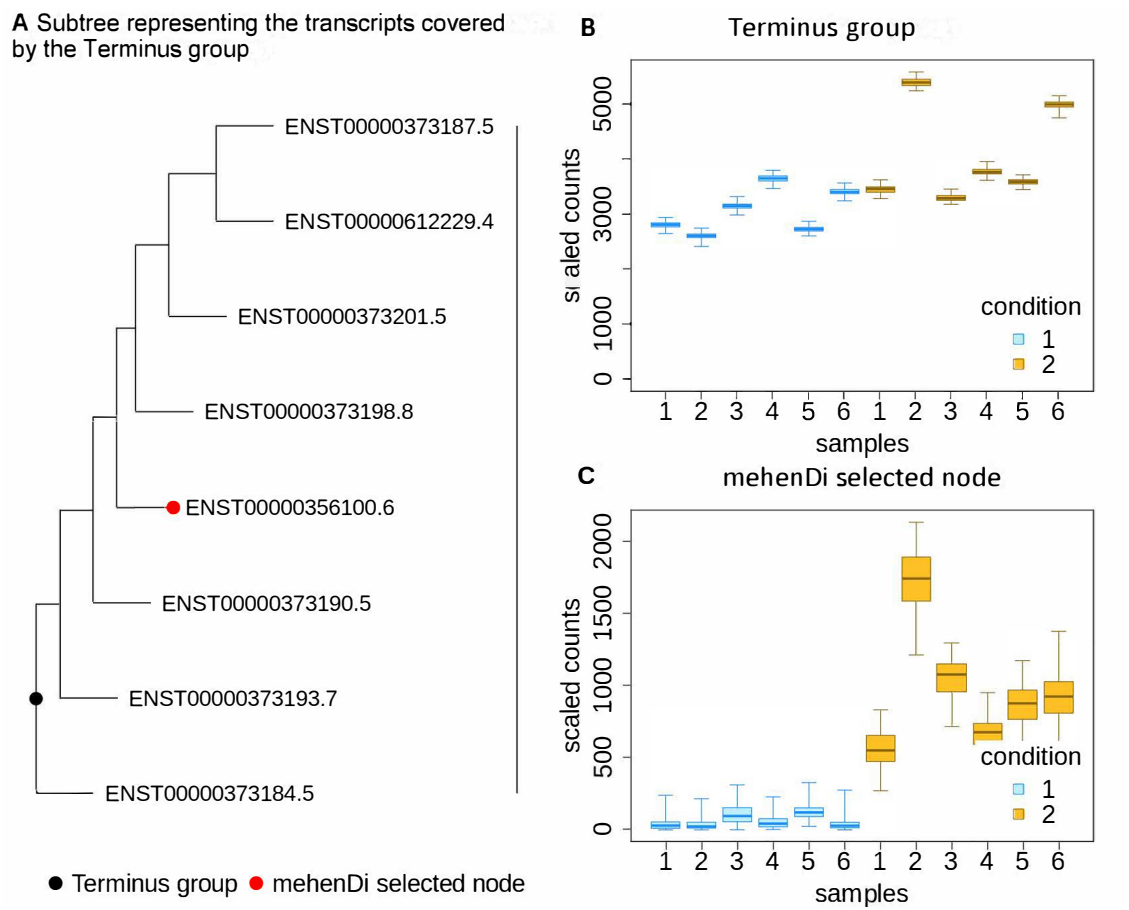 A Subtree representing the transcripts covered
by the Terminus group
ENST00000373187.5
ENST00000612229.4
ENST00000373201.5
ENST00000373198.8
ENST00000356100.6
ENST00000373190.5
ENST00000373193.7
ENST00000373184.5
Terminus group mehenDi selected node
B Terminus group
5000
3000
1000
0
scaled counts
condition
1
2
1 2 3 4 5 6 1 2 3 4 5 6
samples
C mehenDi selected node
2000
1500
1000
500
0
scaled counts
condition
1
2
1 2 3 4 5 6 1 2 3 4 5 6
samples